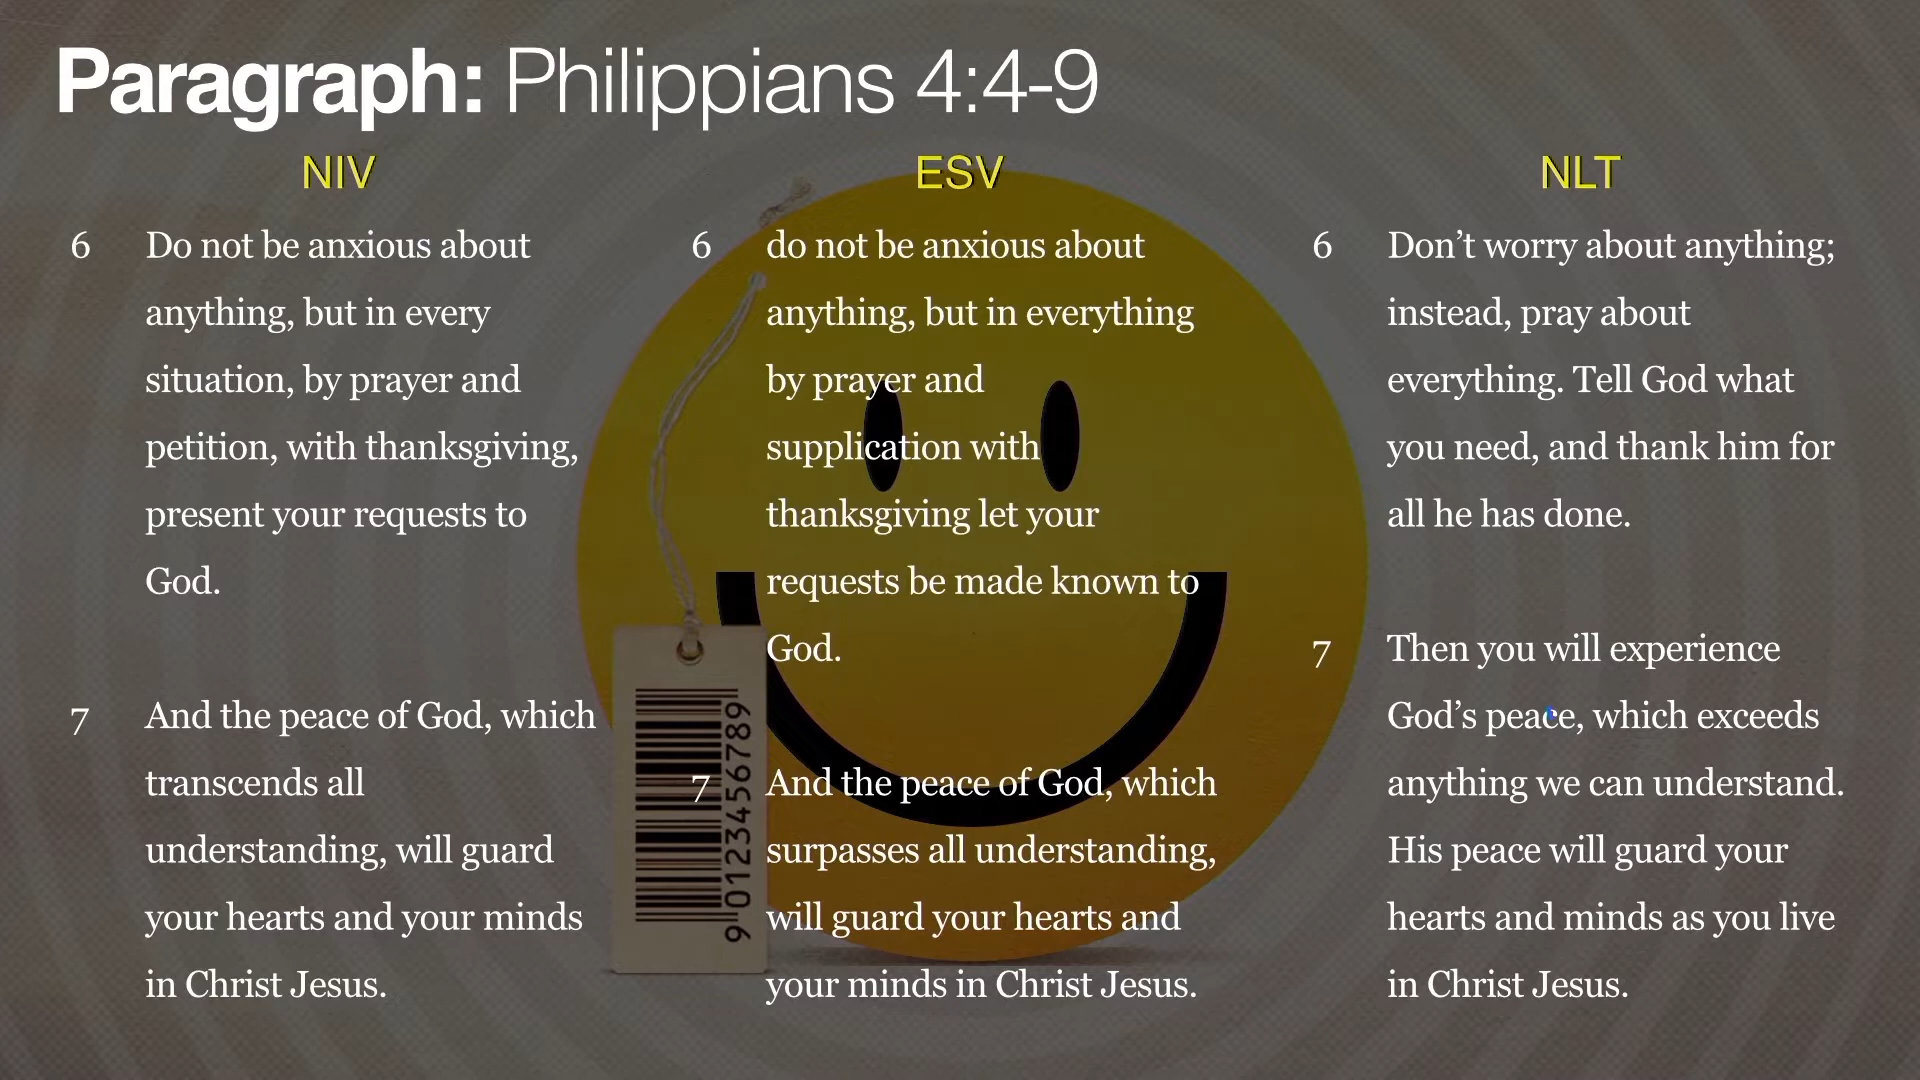 Paragraph: Philippians 4:4-9
NIV
6 Do not be anxious about
anything, but in every
situation, by prayer and
petition, with thanksgiving,
present your requests to
God.
7 And the peace of God, which
transcends all
understanding, will guard
your hearts and your minds
in Christ Jesus.
ESV
6 do not be anxious about
anything, but in everything
by prayer and
supplication with
thanksgiving let your
requests be made known to
God.
7 And the peace of God, which
surpasses all understanding,
will guard your hearts and
your minds in Christ Jesus.
NLT
6 Don’t worry about anything;
instead, pray about
everything. Tell God what
you need, and thank him for
all he has done.
7 Then you will experience
God’s peace, which exceeds
anything we can understand.
His peace will guard your
hearts and minds as you live
in Christ Jesus.
9"0123456789